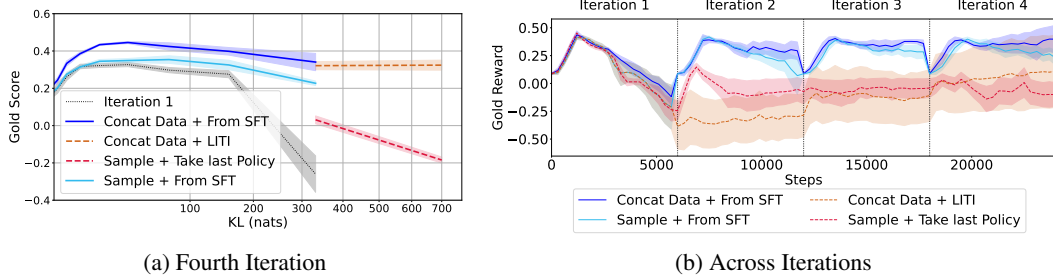 Gold Score
0.4
0.2
0.0
−0.2
−0.4
Iteration 1
Concat Data + From SFT
Concat Data + LITI
Sample + Take last Policy
Sample + From SFT
100 200 300 400 500 600 700
KL (nats)
(a) Fourth Iteration
Iteration 1 Iteration 2 Iteration 3 Iteration 4
Gold Reward
0.50
0.25
0.00
−0.25
−0.50
0 5000 10000 15000 20000
Steps
Concat Data + From SFT Concat Data + LITI
Sample + From SFT Sample + Take last Policy
(b) Across Iterations